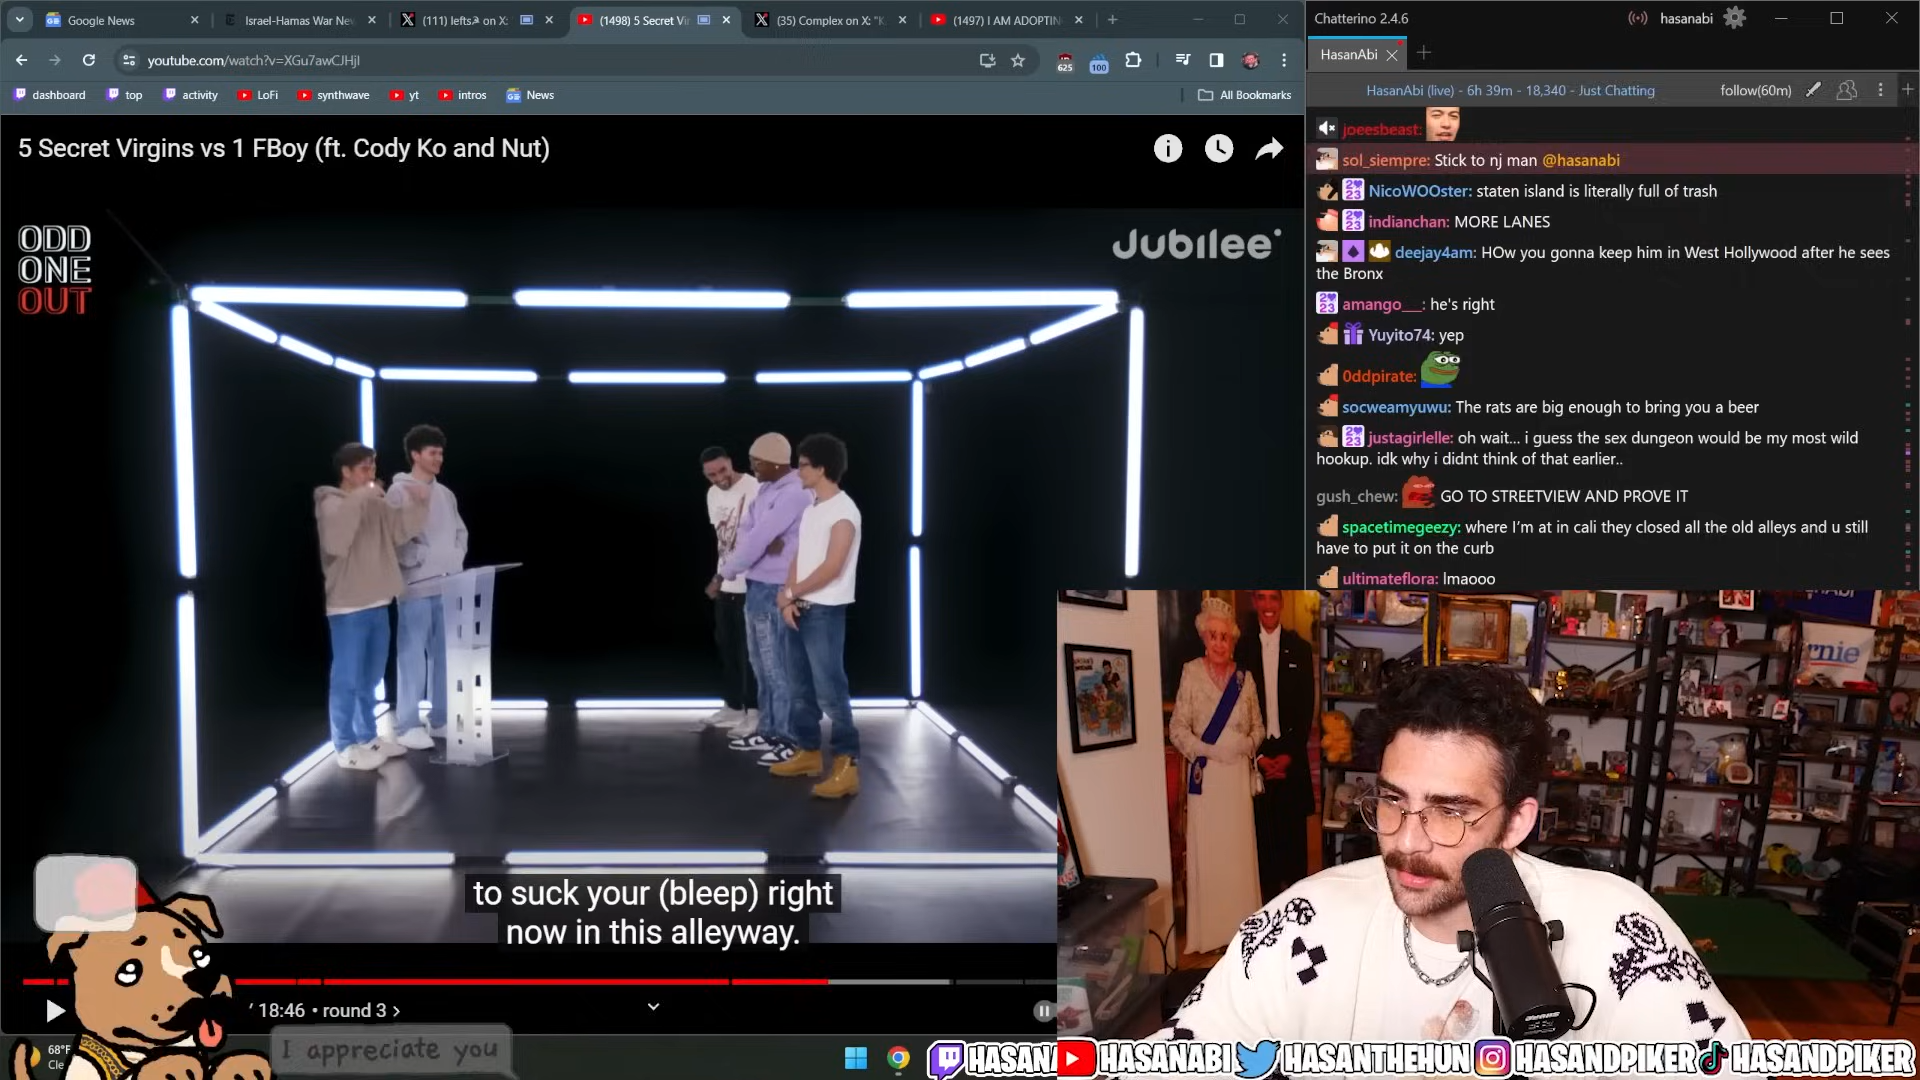 Google News
Israel-Hamas War Nev
(111) lefts on X:
(1498) 5 Secret Vir
(35) Complex on X: "K
(1497) I AM ADOPTIN
youtube.com/watch?v=XGu7awCJHjI
625
100
dashboard
top
activity
LoFi
synthwave
yt
intros
News
All Bookmarks
5 Secret Virgins vs 1 FBoy (ft. Cody Ko and Nut)
ODD
ONE
OUT
Jubilee
to suck your (bleep) right
now in this alleyway.
/ 18:46 • round 3 >
I appreciate you
68°F
Cle
Chatterino 2.4.6
hasanabi
HasanAbi
HasanAbi (live) - 6h 39m - 18,340 - Just Chatting
follow(60m)
joeesbeast:
sol_siempre: Stick to nj man @hasanabi
NicoWOOster: staten island is literally full of trash
indianchan: MORE LANES
deejay4am: HOw you gonna keep him in West Hollywood after he sees
the Bronx
amango___: he's right
Yuyito74: yep
0ddpirate:
socweamyuwu: The rats are big enough to bring you a beer
justagirlelle: oh wait... i guess the sex dungeon would be my most wild
hookup. idk why i didnt think of that earlier..
gush_chew: GO TO STREETVIEW AND PROVE IT
spacetimegeezy: where I'm at in cali they closed all the old alleys and u still
have to put it on the curb
ultimateflora: lmaooo
rnie
HASANA
HASANABI
HASANTHEHUN
HASANDPIKER
HASANDPIKER